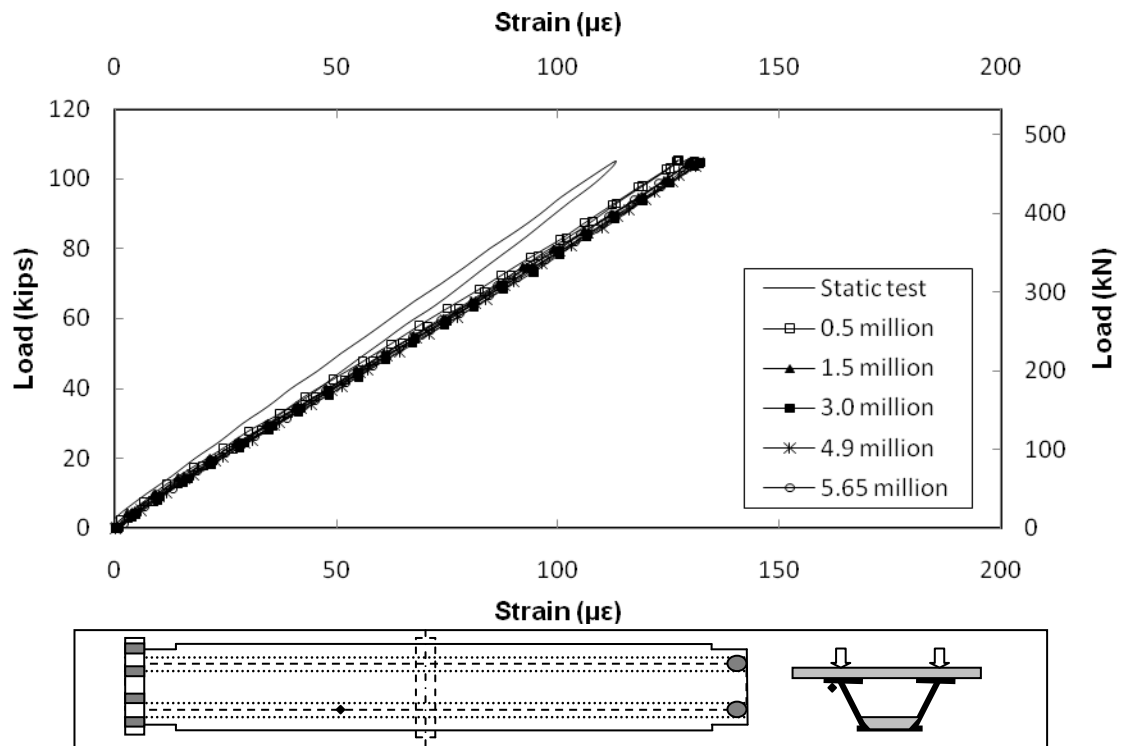 Strain (µε)
0 50 100 150 200
120 500
100 400
80 300
60 200
40 100
20 0
0
Load (kips)
Load (kN)
Static test
0.5 million
1.5 million
3.0 million
4.9 million
5.65 million
0 50 100 150 200
Strain (µε)